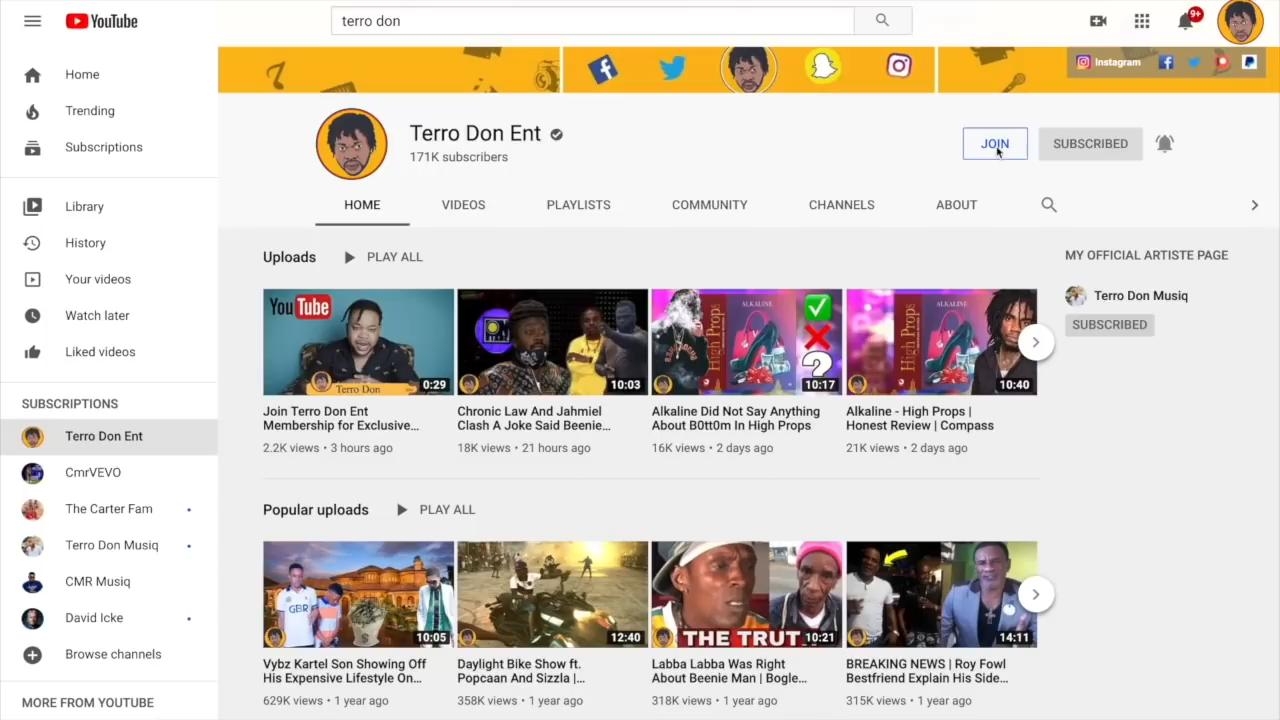 YouTube
terro don
9+
Home
Trending
Subscriptions
Library
History
Your videos
Watch later
Liked videos
SUBSCRIPTIONS
Terro Don Ent
CmrVEVO
The Carter Fam
Terro Don Musiq
CMR Musiq
David Icke
Browse channels
MORE FROM YOUTUBE
Instagram
Terro Don Ent
171K subscribers
JOIN
SUBSCRIBED
HOME
VIDEOS
PLAYLISTS
COMMUNITY
CHANNELS
ABOUT
Uploads
PLAY ALL
YouTube
Terro Don
0:29
Join Terro Don Ent
Membership for Exclusive...
2.2K views • 3 hours ago
10:03
Chronic Law And Jahmiel
Clash A Joke Said Beenie...
18K views • 21 hours ago
ALKALINE
High Props
10:17
Alkaline Did Not Say Anything
About B0tt0m In High Props
16K views • 2 days ago
ALKALINE
High Props
10:40
Alkaline - High Props |
Honest Review | Compass
21K views • 2 days ago
MY OFFICIAL ARTISTE PAGE
Terro Don Musiq
SUBSCRIBED
Popular uploads
PLAY ALL
GBR
10:05
Vybz Kartel Son Showing Off
His Expensive Lifestyle On...
629K views • 1 year ago
12:40
Daylight Bike Show ft.
Popcaan And Sizzla |...
358K views • 1 year ago
THE TRUT
10:21
Labba Labba Was Right
About Beenie Man | Bogle...
318K views • 1 year ago
14:11
BREAKING NEWS | Roy Fowl
Bestfriend Explain His Side...
315K views • 1 year ago